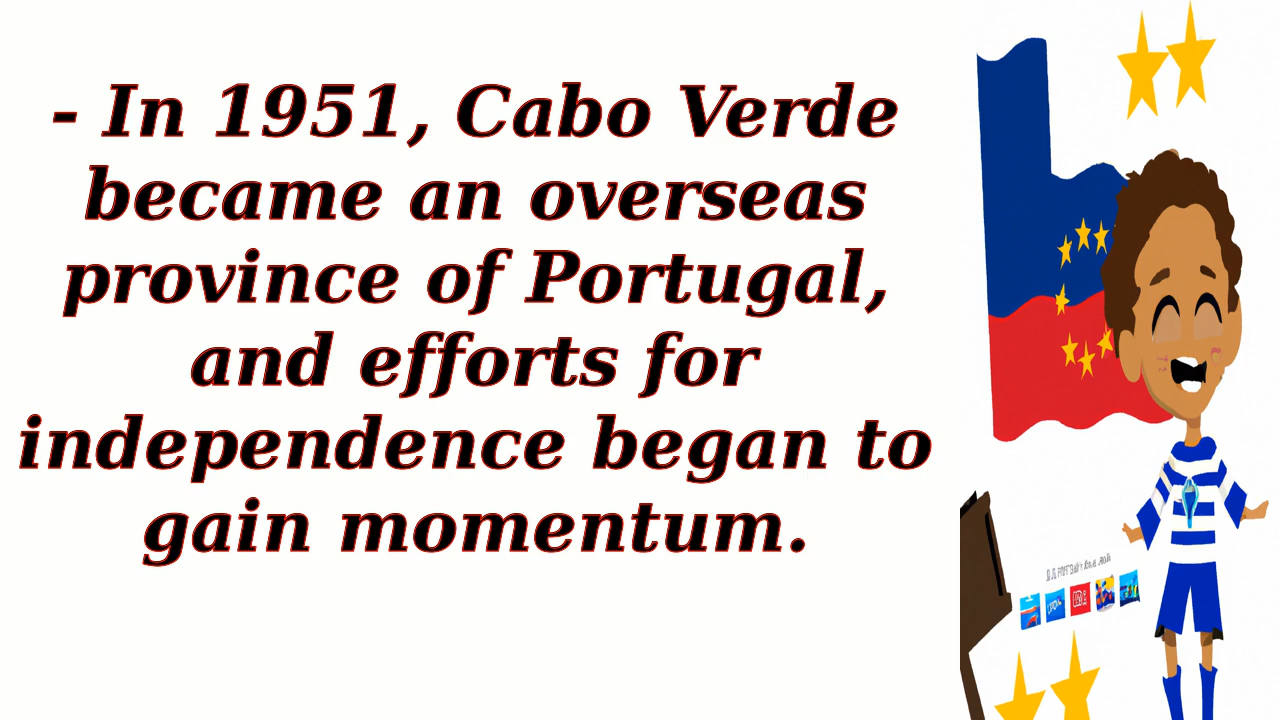 - In 1951, Cabo Verde
became an overseas
province of Portugal,
and efforts for
independence began to
gain momentum.